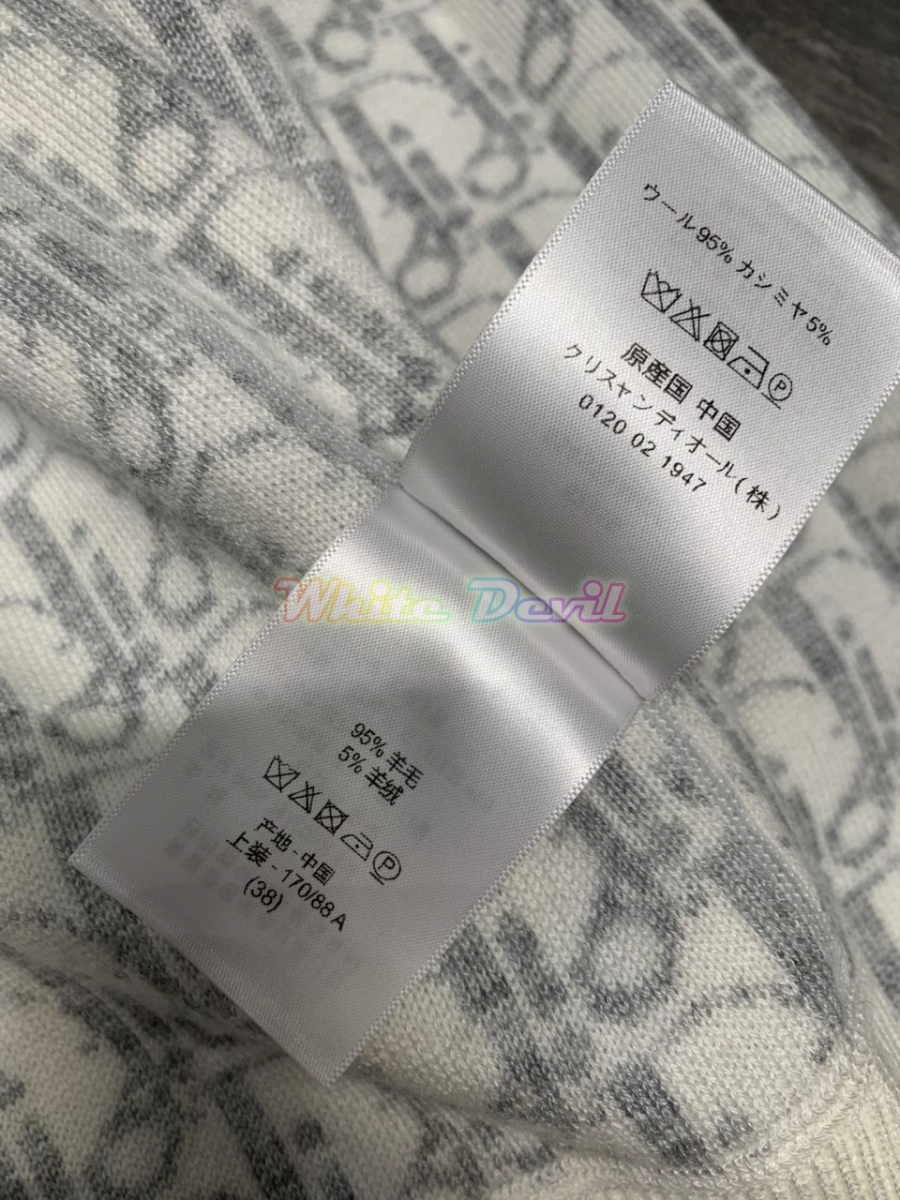 ウール95% カシミヤ5%
P
原産国 中国
クリスャンディオール(株)
0120 02 1947
White Devil
95% 羊毛
5% 羊绒
P
产地-中国
上装-170/88 A
(38)